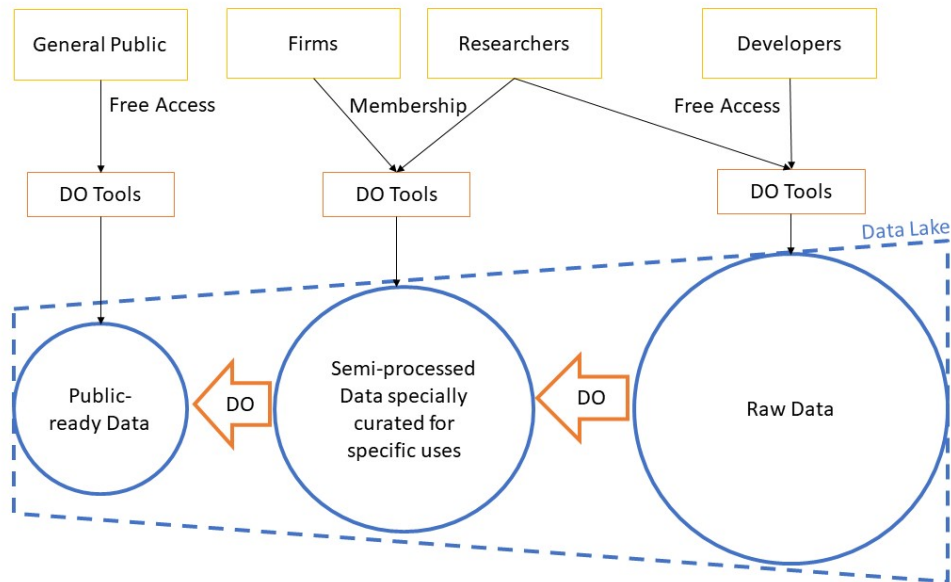 General Public
Firms
Researchers
Developers
Free Access
Membership
Free Access
DO Tools
DO Tools
DO Tools
Data Lake
Public-
ready Data
DO
Semi-processed
Data specially
curated for
specific uses
DO
Raw Data